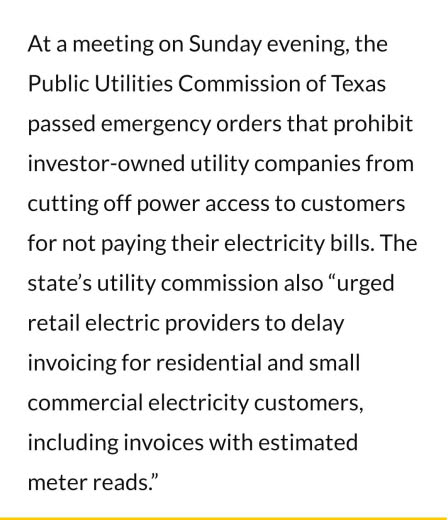 At a meeting on Sunday evening, the
Public Utilities Commission of Texas
passed emergency orders that prohibit
investor-owned utility companies from
cutting off power access to customers
for not paying their electricity bills. The
state’s utility commission also “urged
retail electric providers to delay
invoicing for residential and small
commercial electricity customers,
including invoices with estimated
meter reads.”